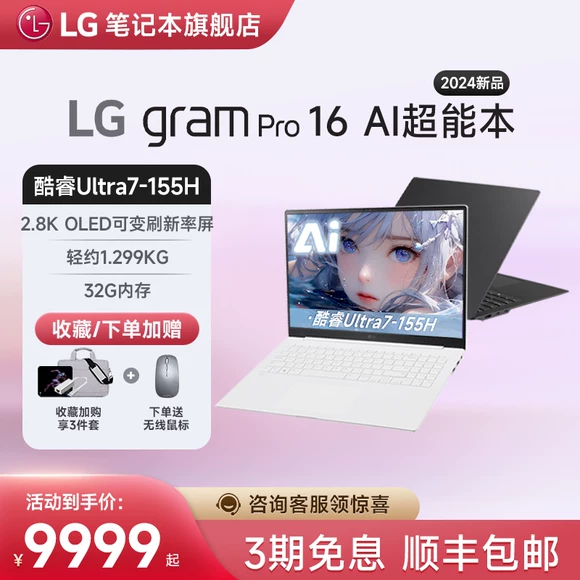 LG 笔记本旗舰店
2024新品
LG gram Pro 16 AI超能本
酷睿Ultra7-155H
2.8K OLED可变刷新率屏
轻约1.299KG
32G内存
收藏/下单加赠
+
收藏加购
享3件套
下单送
无线鼠标
Ai
·酷睿Ultra7-155H
活动到手价:
¥9999起
咨询客服领惊喜
3期免息 顺丰包邮